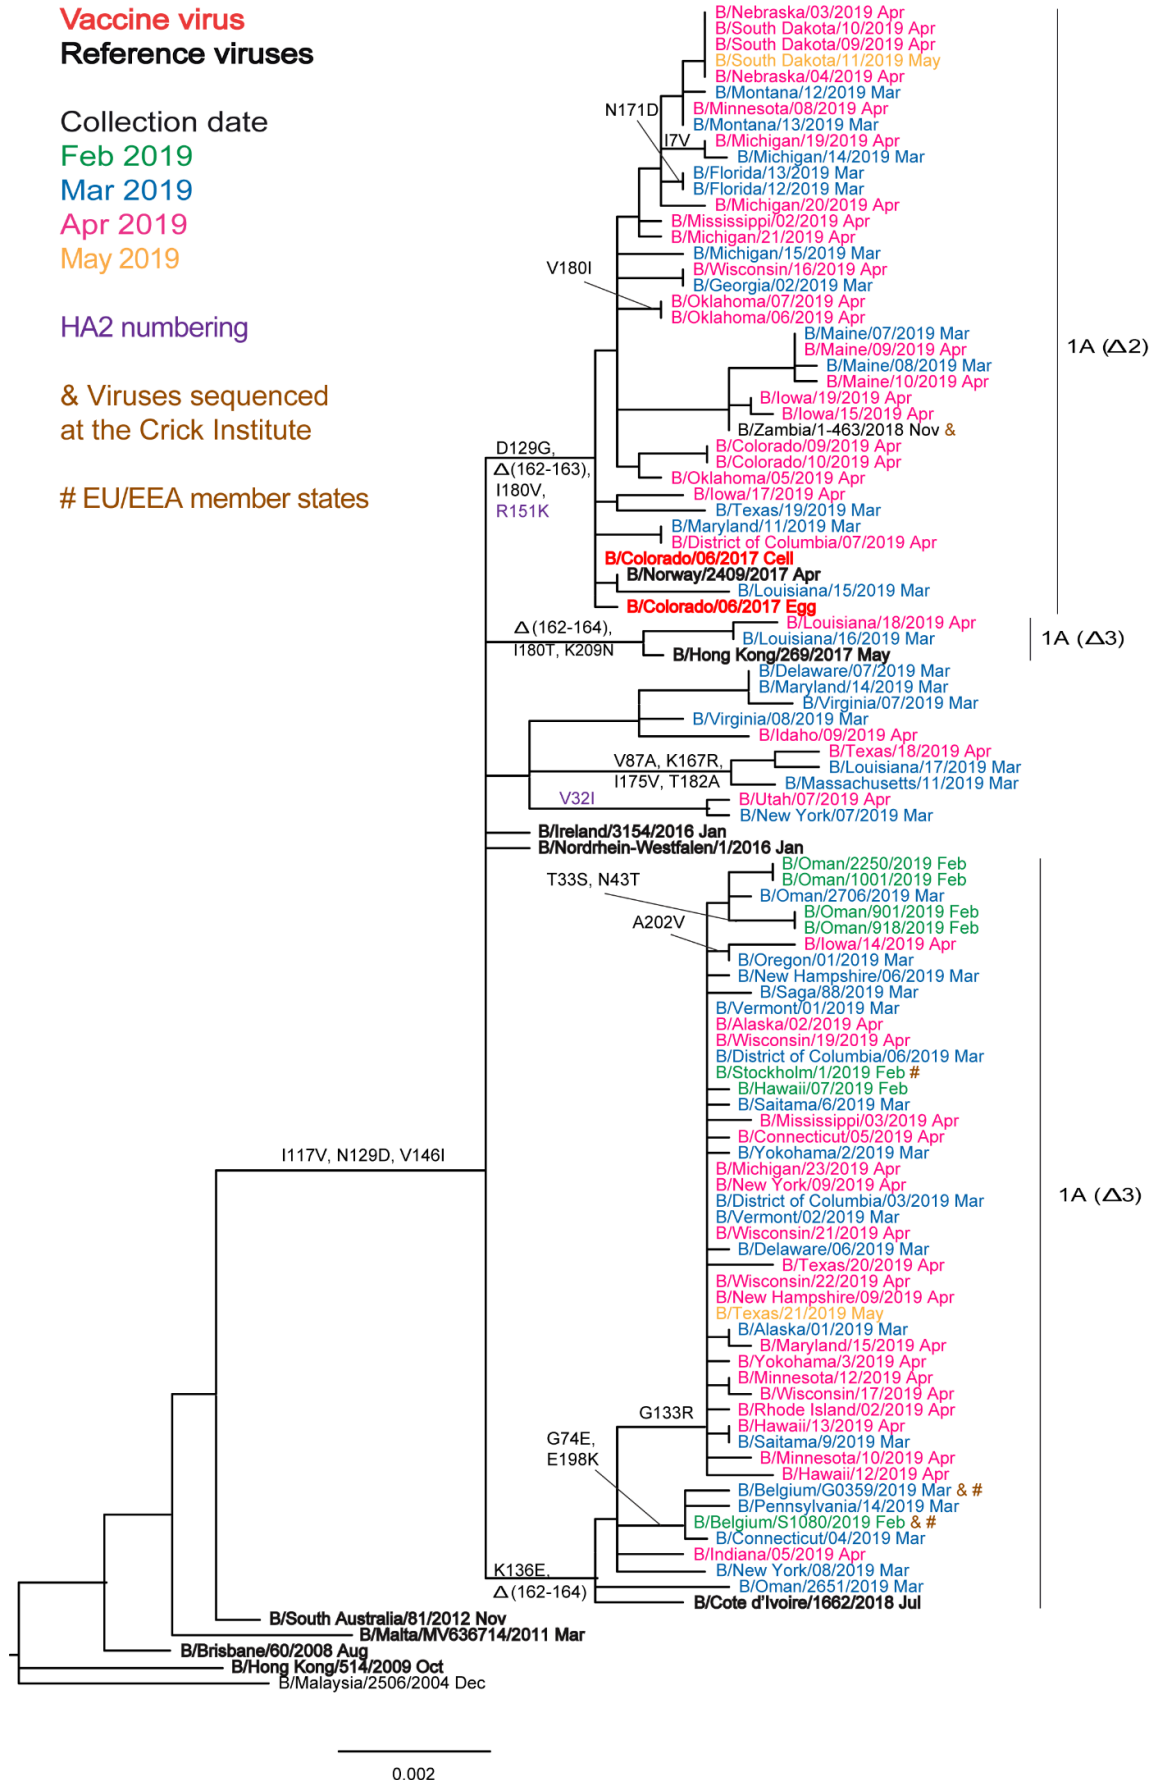 Vaccine virus
Reference viruses
Collection date
Feb 2019
Mar 2019
Apr 2019
May 2019
HA2 numbering
& Viruses sequenced
at the Crick Institute
# EU/EEA member states
B/Nebraska/03/2019 Apr
B/South Dakota/10/2019 Apr
B/South Dakota/09/2019 Apr
B/South Dakota/11/2019 May
B/Nebraska/04/2019 Apr
B/Montana/12/2019 Mar
N171D
B/Minnesota/08/2019 Apr
B/Montana/13/2019 Mar
I7V
B/Michigan/19/2019 Apr
B/Michigan/14/2019 Mar
B/Florida/13/2019 Mar
B/Florida/12/2019 Mar
B/Michigan/20/2019 Apr
B/Mississippi/02/2019 Apr
B/Michigan/21/2019 Apr
B/Michigan/15/2019 Mar
V180I
B/Wisconsin/16/2019 Apr
B/Georgia/02/2019 Mar
B/Oklahoma/07/2019 Apr
B/Oklahoma/06/2019 Apr
B/Maine/07/2019 Mar
1A (Δ2)
B/Maine/09/2019 Apr
B/Maine/08/2019 Mar
B/Maine/10/2019 Apr
B/Iowa/19/2019 Apr
B/Iowa/15/2019 Apr
B/Zambia/1-463/2018 Nov &
D129G,
Δ(162-163),
I180V,
R151K
B/Colorado/09/2019 Apr
B/Colorado/10/2019 Apr
B/Oklahoma/05/2019 Apr
B/Iowa/17/2019 Apr
B/Texas/19/2019 Mar
B/Maryland/11/2019 Mar
B/District of Columbia/07/2019 Apr
B/Colorado/06/2017 Cell
B/Norway/2409/2017 Apr
B/Louisiana/15/2019 Mar
B/Colorado/06/2017 Egg
Δ(162-164),
I180T, K209N
B/Louisiana/18/2019 Apr
B/Louisiana/16/2019 Mar
1A (Δ3)
B/Hong Kong/269/2017 May
B/Delaware/07/2019 Mar
B/Maryland/14/2019 Mar
B/Virginia/07/2019 Mar
B/Virginia/08/2019 Mar
B/Idaho/09/2019 Apr
V87A, K167R,
I175V, T182A
B/Texas/18/2019 Apr
B/Louisiana/17/2019 Mar
B/Massachusetts/11/2019 Mar
V32I
B/Utah/07/2019 Apr
B/New York/07/2019 Mar
B/Ireland/3154/2016 Jan
B/Nordrhein-Westfalen/1/2016 Jan
B/Oman/2250/2019 Feb
B/Oman/1001/2019 Feb
T33S, N43T
B/Oman/2706/2019 Mar
B/Oman/901/2019 Feb
B/Oman/918/2019 Feb
A202V
B/Iowa/14/2019 Apr
B/Oregon/01/2019 Mar
B/New Hampshire/06/2019 Mar
B/Saga/88/2019 Mar
B/Vermont/01/2019 Mar
B/Alaska/02/2019 Apr
B/Wisconsin/19/2019 Apr
B/District of Columbia/06/2019 Mar
B/Stockholm/1/2019 Feb #
B/Hawaii/07/2019 Feb
B/Saitama/6/2019 Mar
B/Mississippi/03/2019 Apr
B/Connecticut/05/2019 Apr
B/Yokohama/2/2019 Mar
I117V, N129D, V146I
B/Michigan/23/2019 Apr
B/New York/09/2019 Apr
1A (Δ3)
B/District of Columbia/03/2019 Mar
B/Vermont/02/2019 Mar
B/Wisconsin/21/2019 Apr
B/Delaware/06/2019 Mar
B/Texas/20/2019 Apr
B/Wisconsin/22/2019 Apr
B/New Hampshire/09/2019 Apr
B/Texas/21/2019 May
B/Alaska/01/2019 Mar
B/Maryland/15/2019 Apr
B/Yokohama/3/2019 Apr
B/Minnesota/12/2019 Apr
B/Wisconsin/17/2019 Apr
B/Rhode Island/02/2019 Apr
G133R
B/Hawaii/13/2019 Apr
B/Saitama/9/2019 Mar
G74E,
E198K
B/Minnesota/10/2019 Apr
B/Hawaii/12/2019 Apr
B/Belgium/G0359/2019 Mar & #
B/Pennsylvania/14/2019 Mar
B/Belgium/S1080/2019 Feb & #
B/Connecticut/04/2019 Mar
B/Indiana/05/2019 Apr
K136E,
Δ(162-164)
B/New York/08/2019 Mar
B/Oman/2651/2019 Mar
B/Cote d'Ivoire/1662/2018 Jul
B/South Australia/81/2012 Nov
B/Malta/MV636714/2011 Mar
B/Brisbane/60/2008 Aug
B/Hong Kong/514/2009 Oct
B/Malaysia/2506/2004 Dec
0.002